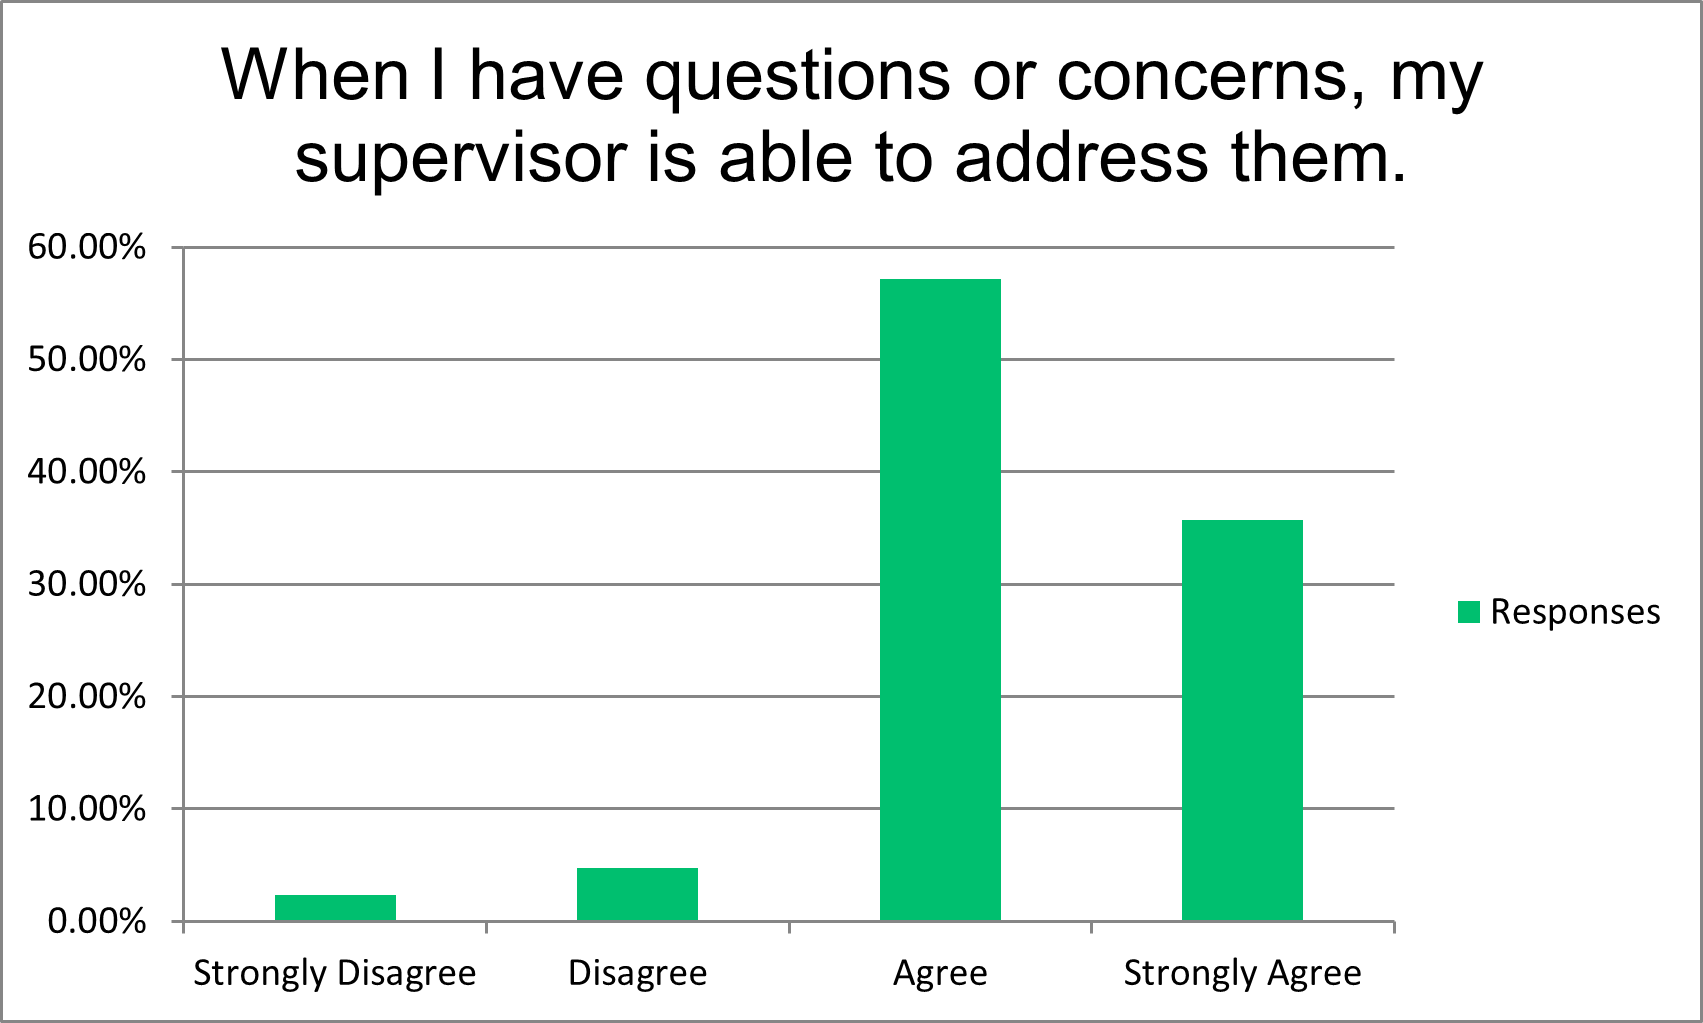 When I have questions or concerns, my
supervisor is able to address them.
60.00%
50.00%
40.00%
30.00%
20.00%
10.00%
0.00%
Strongly Disagree
Disagree
Agree
Strongly Agree
Responses